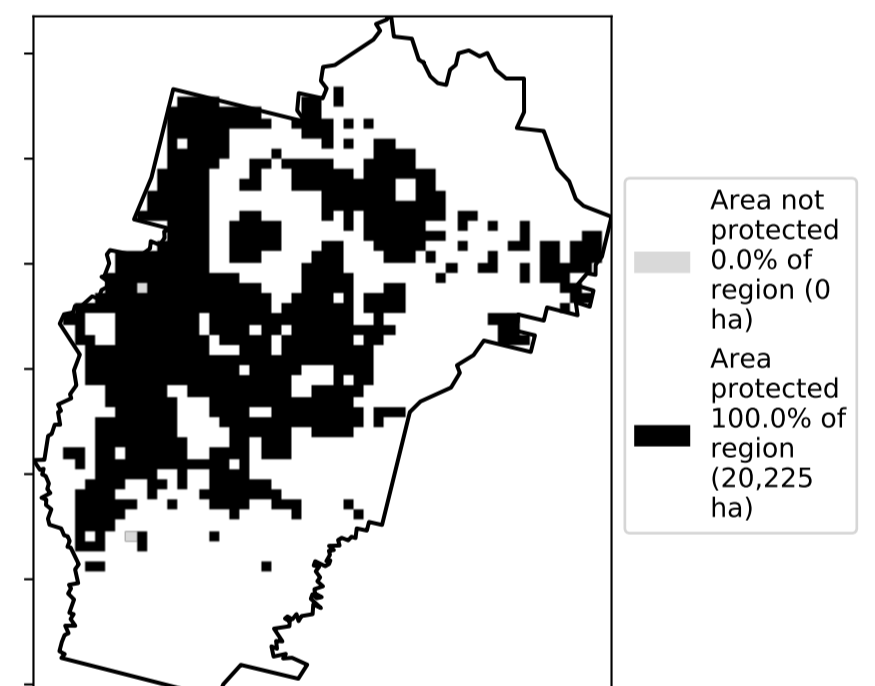 Area not
protected
0.0% of
region (0
ha)
Area
protected
100.0% of
region
(20,225
ha)